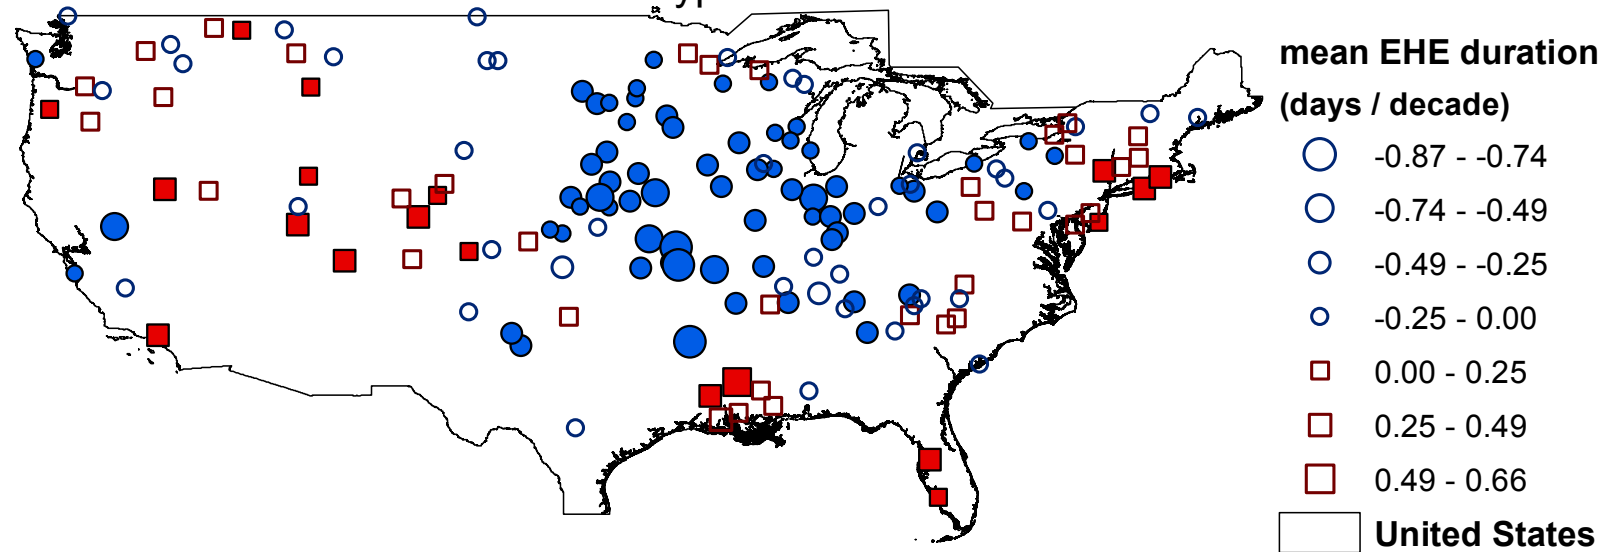 mean EHE duration
(days / decade)
-0.87 - -0.74
-0.74 - -0.49
-0.49 - -0.25
-0.25 - 0.00
0.00 - 0.25
0.25 - 0.49
0.49 - 0.66
United States